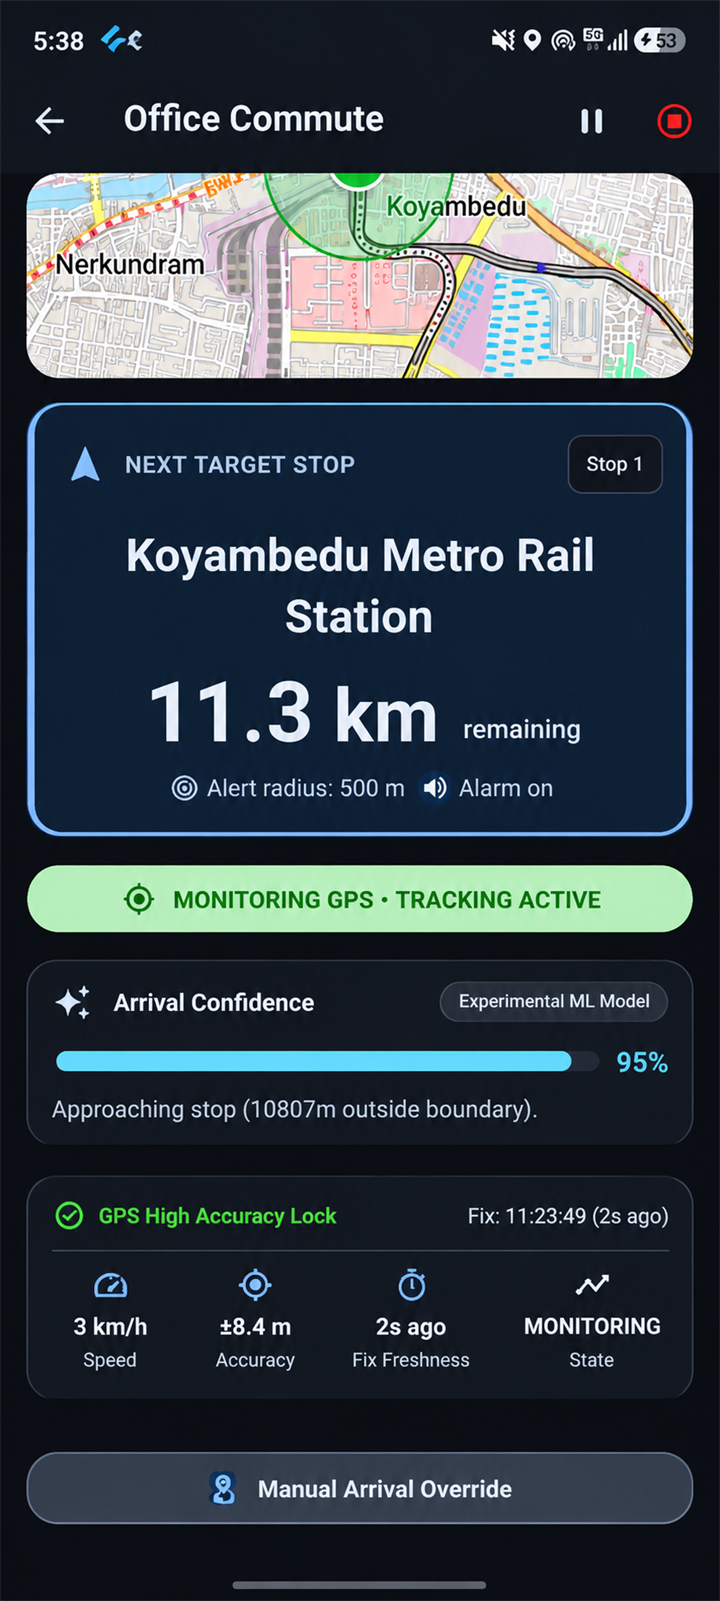 5:38
5G
53
Office Commute
Koyambedu
Nerkundram
NEXT TARGET STOP
Stop 1
Koyambedu Metro Rail
Station
11.3 km remaining
Alert radius: 500 m Alarm on
MONITORING GPS • TRACKING ACTIVE
Arrival Confidence
Experimental ML Model
95%
Approaching stop (10807m outside boundary).
GPS High Accuracy Lock
Fix: 11:23:49 (2s ago)
3 km/h
Speed
±8.4 m
Accuracy
2s ago
Fix Freshness
MONITORING
State
Manual Arrival Override